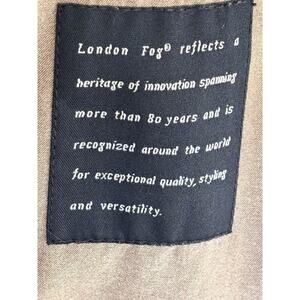 London Fog® reflects a
heritage of innovation spanning
more than 80 years and is
recognized around the world
for exceptional quality, styling
and versatility.